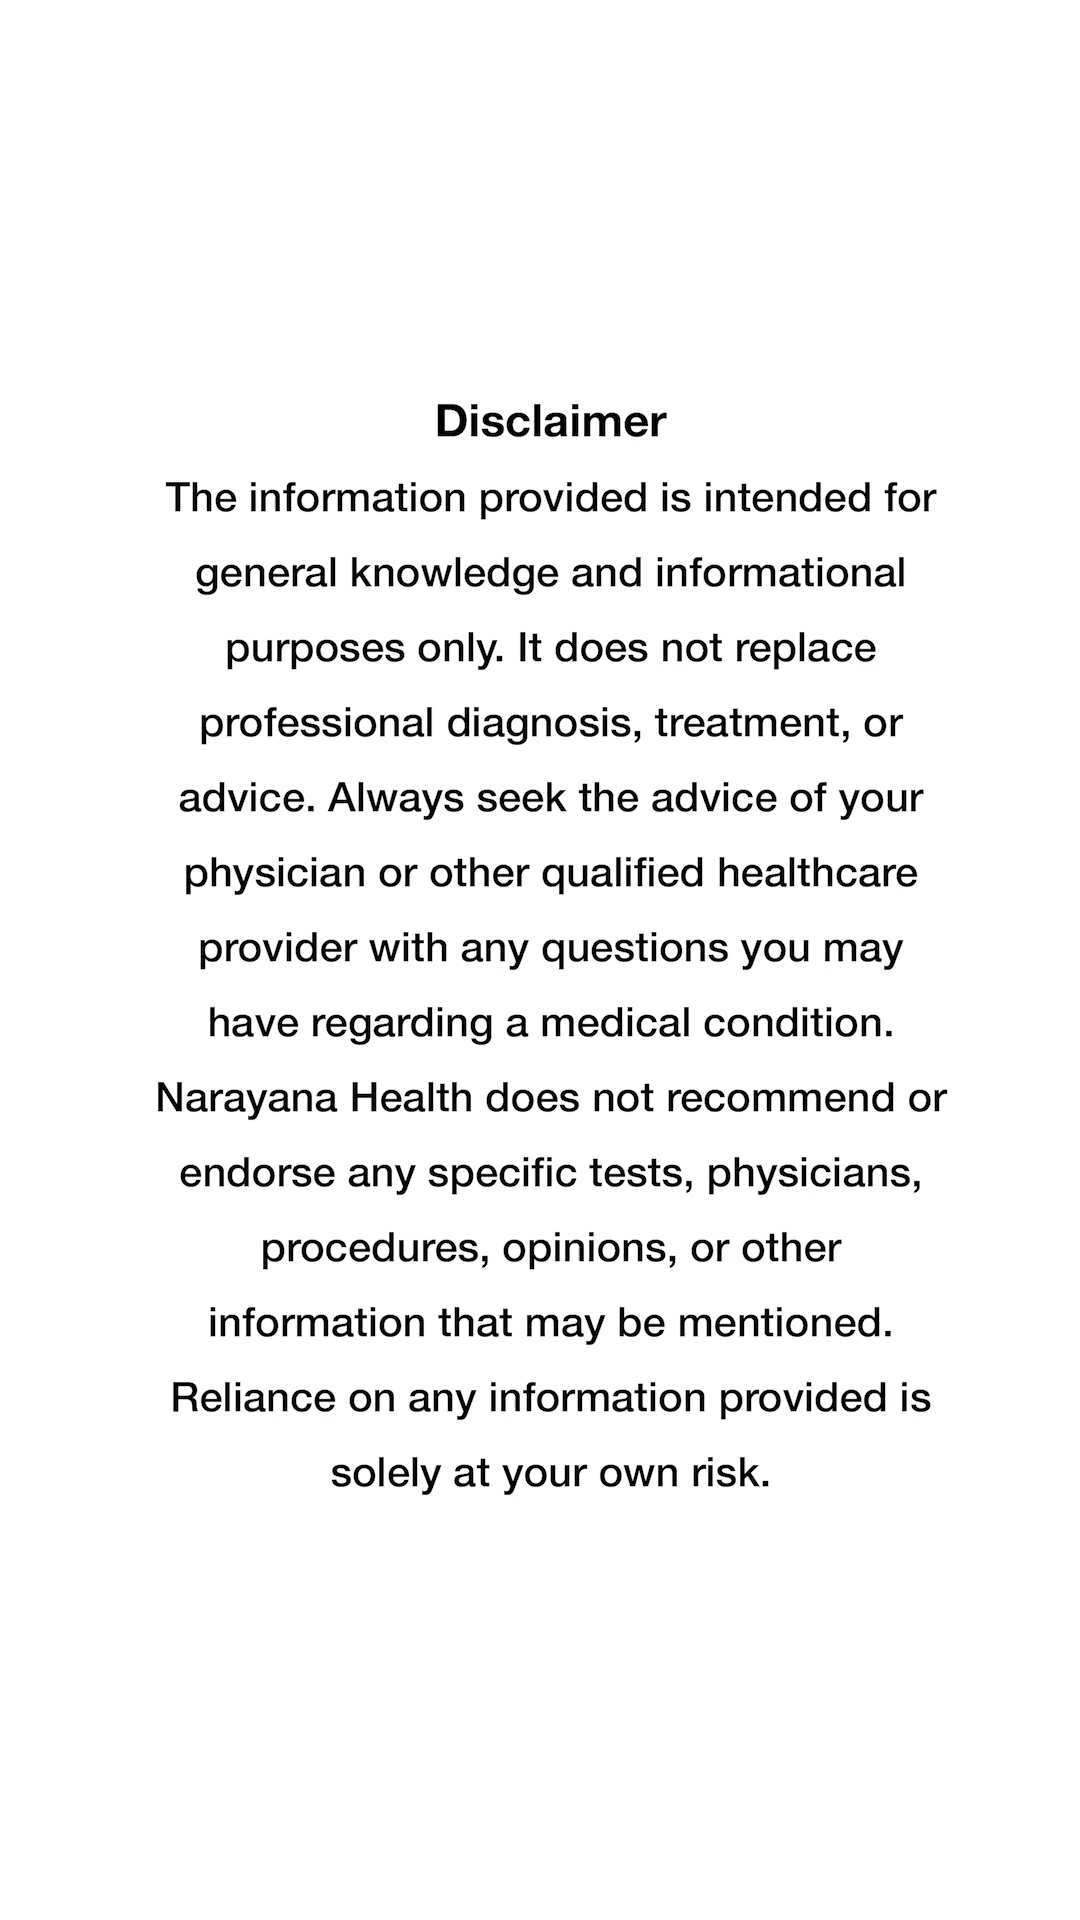 Disclaimer
The information provided is intended for
general knowledge and informational
purposes only. It does not replace
professional diagnosis, treatment, or
advice. Always seek the advice of your
physician or other qualified healthcare
provider with any questions you may
have regarding a medical condition.
Narayana Health does not recommend or
endorse any specific tests, physicians,
procedures, opinions, or other
information that may be mentioned.
Reliance on any information provided is
solely at your own risk.